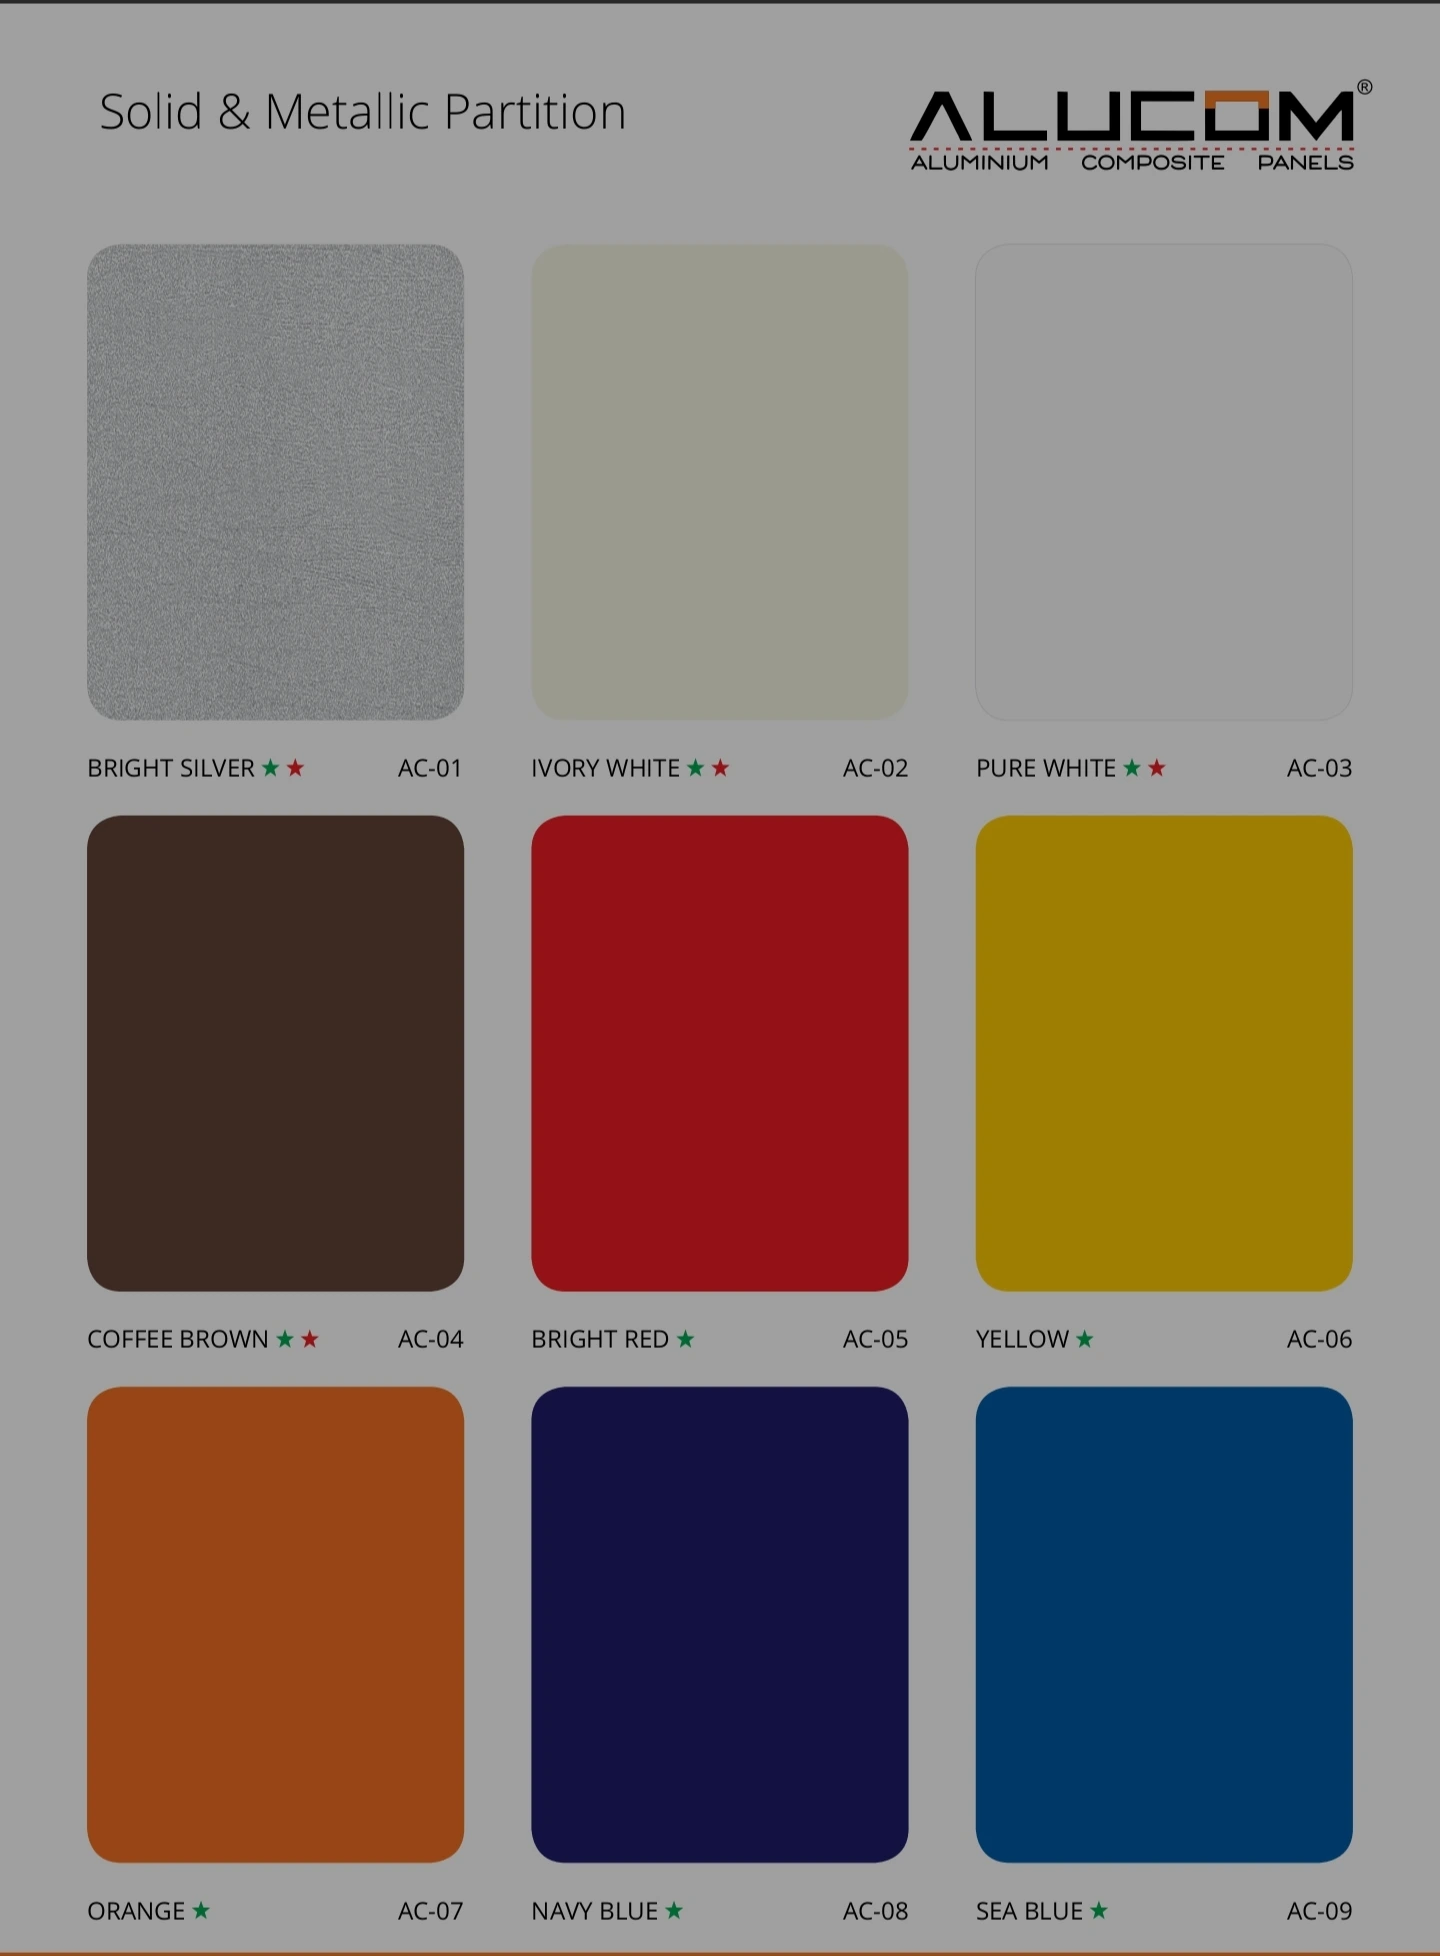 Solid & Metallic Partition
ALUCOM®
ALUMINIUM COMPOSITE PANELS
BRIGHT SILVER ★ ★ AC-01
IVORY WHITE ★ ★ AC-02
PURE WHITE ★ ★ AC-03
COFFEE BROWN ★ ★ AC-04
BRIGHT RED ★ AC-05
YELLOW ★ AC-06
ORANGE ★ AC-07
NAVY BLUE ★ AC-08
SEA BLUE ★ AC-09